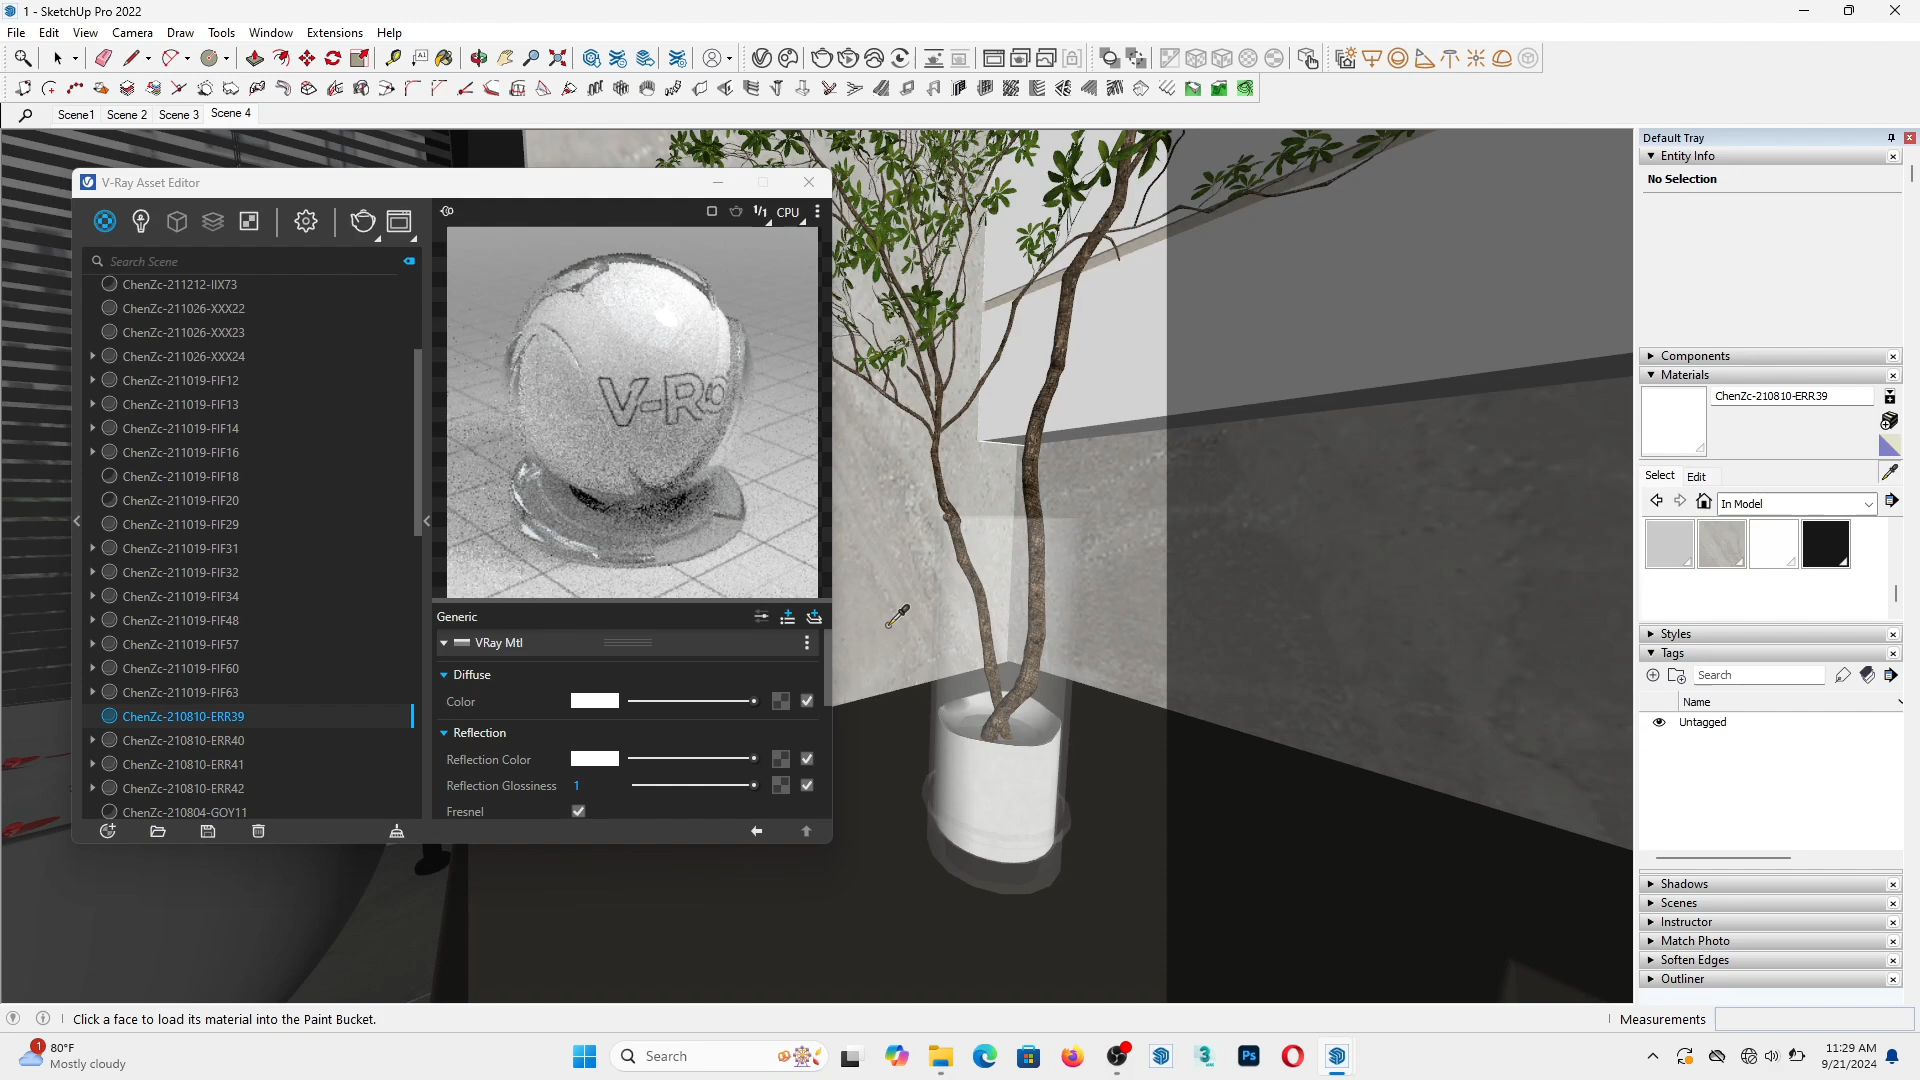 1 - SketchUp Pro 2022
File Edit View Camera Draw Tools Window Extensions Help
Scene1 Scene 2 Scene 3 Scene 4
V-Ray Asset Editor
Search Scene
ChenZc-211212-IIX73
ChenZc-211026-XXX22
ChenZc-211026-XXX23
ChenZc-211026-XXX24
ChenZc-211019-FIF12
ChenZc-211019-FIF13
ChenZc-211019-FIF14
ChenZc-211019-FIF16
ChenZc-211019-FIF18
ChenZc-211019-FIF20
ChenZc-211019-FIF29
ChenZc-211019-FIF31
ChenZc-211019-FIF32
ChenZc-211019-FIF34
ChenZc-211019-FIF48
ChenZc-211019-FIF57
ChenZc-211019-FIF60
ChenZc-211019-FIF63
ChenZc-210810-ERR39
ChenZc-210810-ERR40
ChenZc-210810-ERR41
ChenZc-210810-ERR42
ChenZc-210804-GOY11
1/1 CPU
V-Ra
Generic
VRay Mtl
Diffuse
Color
Reflection
Reflection Color
Reflection Glossiness 1
Fresnel
Default Tray
Entity Info
No Selection
Components
Materials
ChenZc-210810-ERR39
Select Edit
In Model
Styles
Tags
Search
Name
Untagged
Shadows
Scenes
Instructor
Match Photo
Soften Edges
Outliner
Click a face to load its material into the Paint Bucket.
Measurements
1
80°F
Mostly cloudy
Search
Ps
11:29 AM
9/21/2024